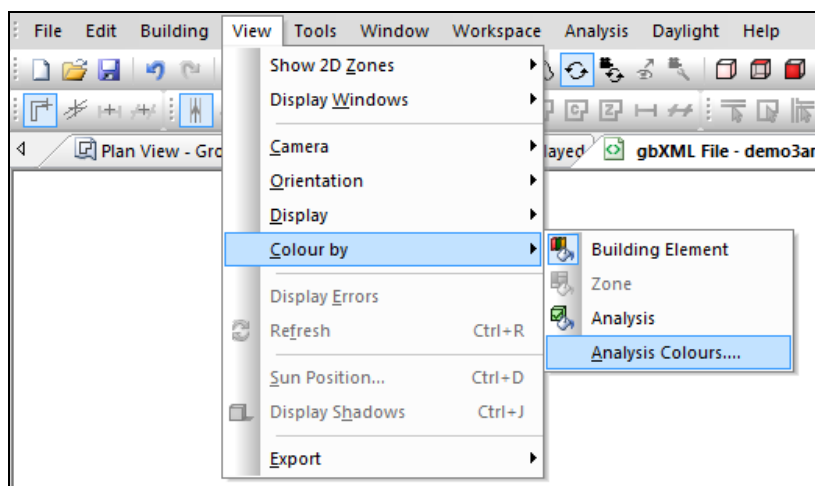 File Edit Building View Tools Window Workspace Analysis Daylight Help
Show 2D Zones
Display Windows
Plan View - Gro
layed
gbXML File - demo3an
Camera
Orientation
Display
Colour by
Building Element
Zone
Analysis
Analysis Colours....
Display Errors
Refresh Ctrl+R
Sun Position... Ctrl+D
Display Shadows Ctrl+J
Export